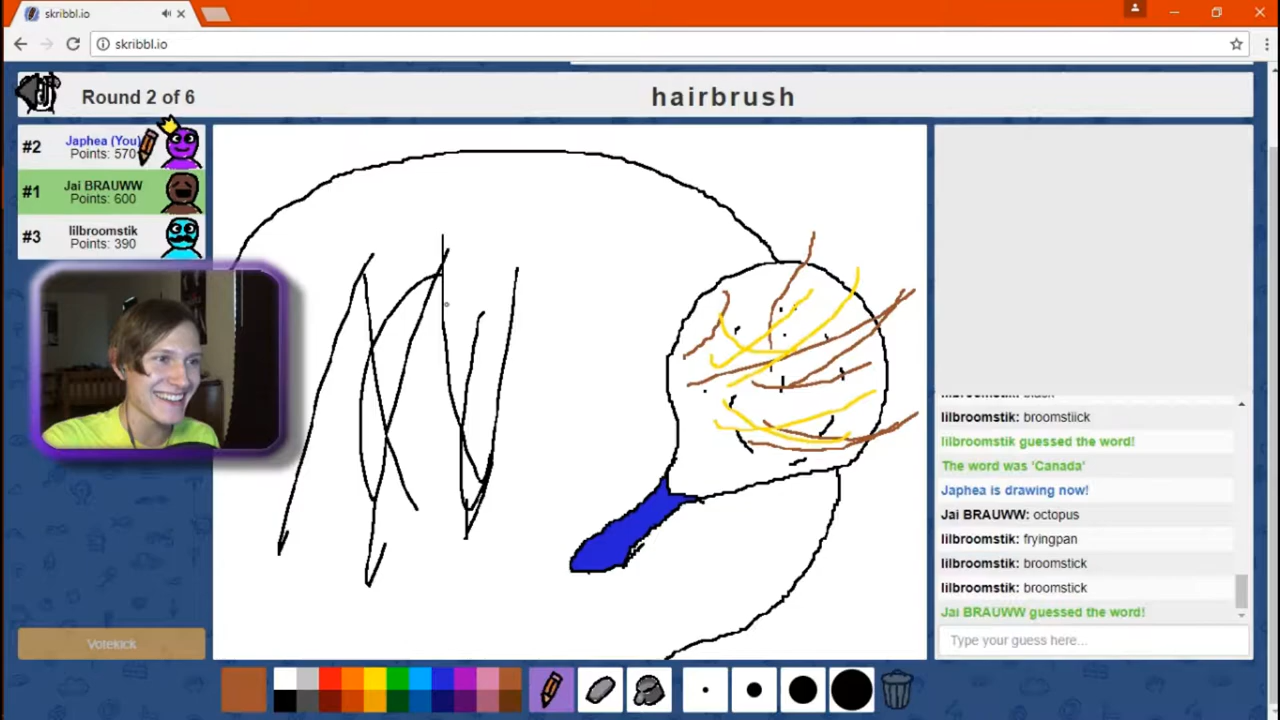 skribbl.io
skribbl.io
Round 2 of 6
hairbrush
#2
Japhea (You)
Points: 570
#1
Jai BRAUWW
Points: 600
#3
lilbroomstik
Points: 390
lilbroomstik: broomstiick
lilbroomstik guessed the word!
The word was 'Canada'
Japhea is drawing now!
Jai BRAUWW: octopus
lilbroomstik: fryingpan
lilbroomstik: broomstick
lilbroomstik: broomstick
Jai BRAUWW guessed the word!
Type your guess here...
Votekick